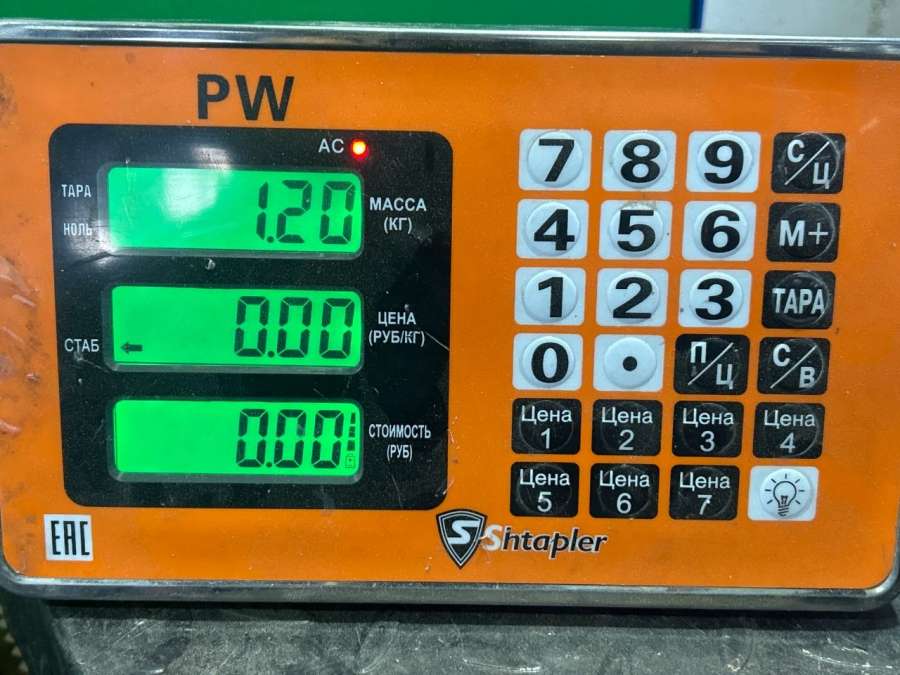 PW
AC
ТАРА
НОЛЬ
1.20
МАССА
(КГ)
СТАБ
0.00
ЦЕНА
(РУБ/КГ)
0.00
СТОИМОСТЬ
(РУБ)
7 8 9 С/Ц
4 5 6 М+
1 2 3 ТАРА
0 • П/Ц С/В
Цена 1 Цена 2 Цена 3 Цена 4
Цена 5 Цена 6 Цена 7
EAC
S Shtapler